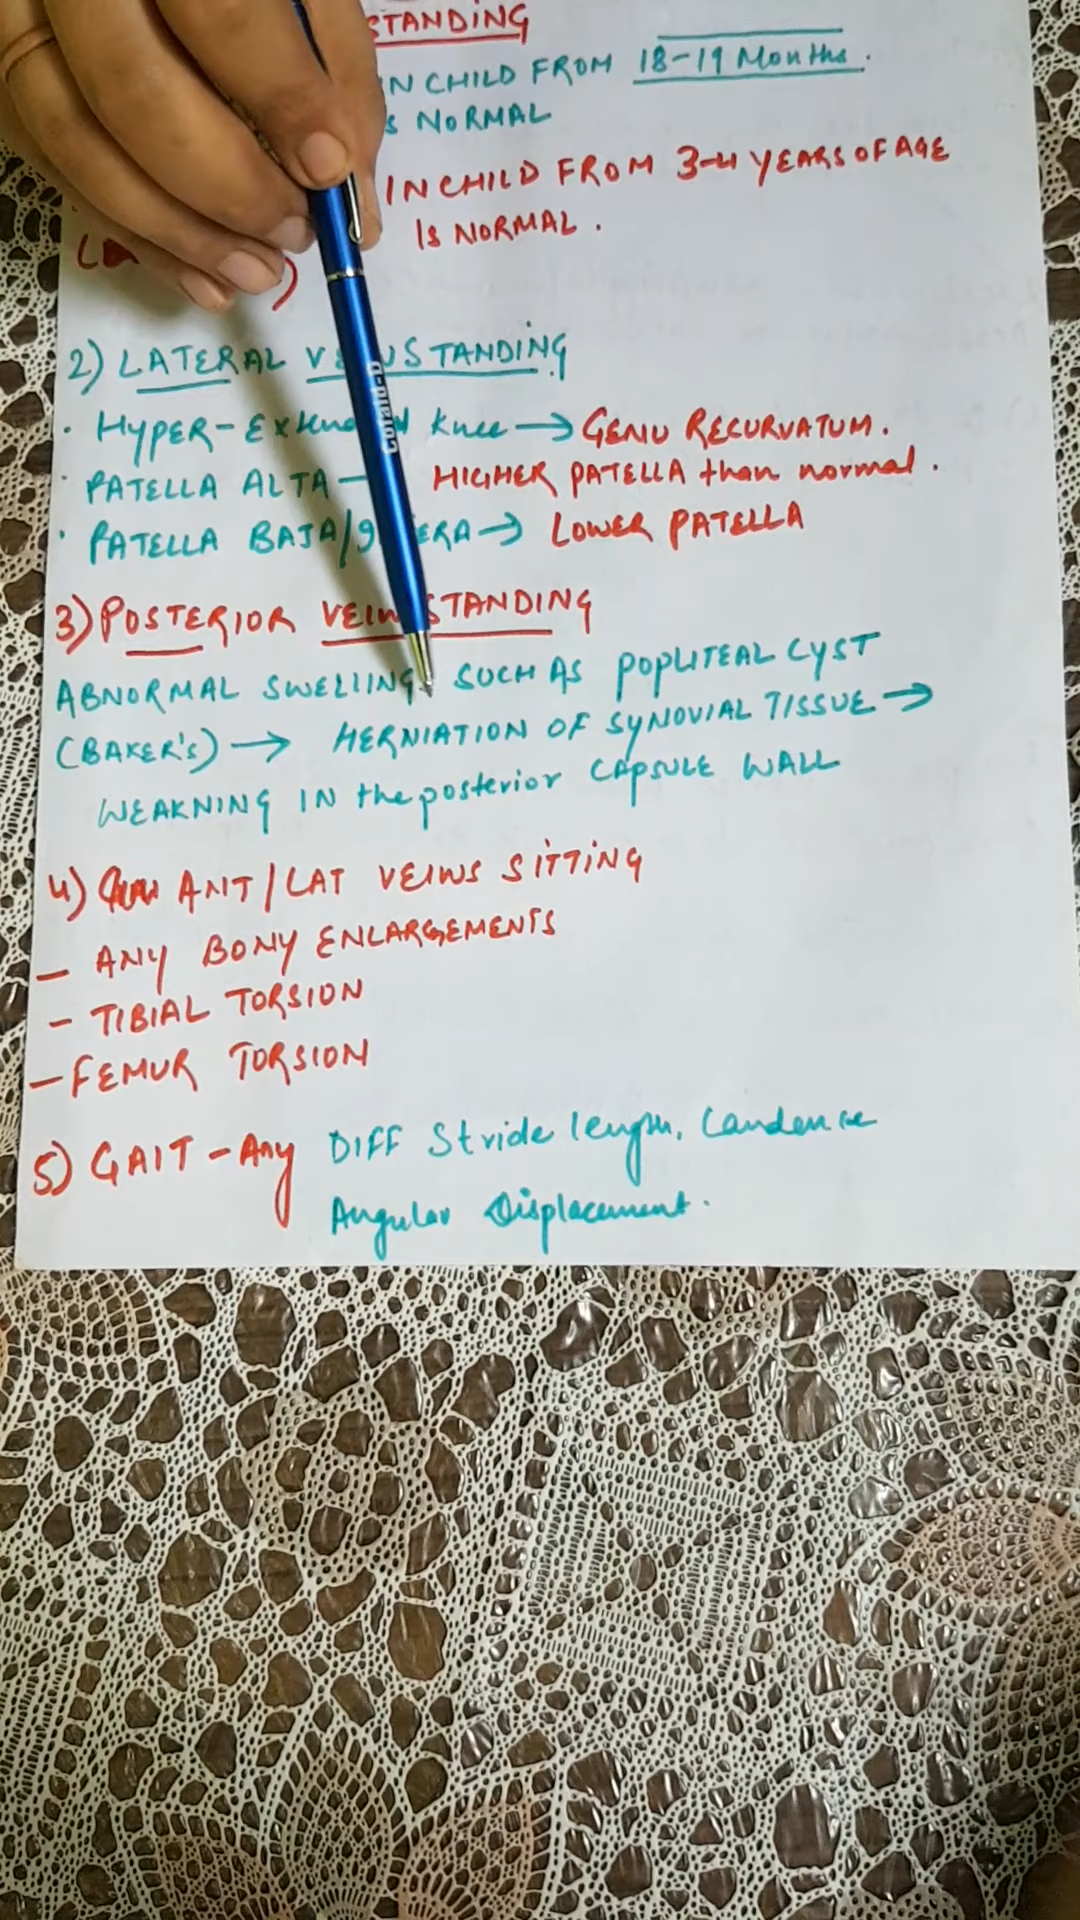 STANDING
IN CHILD FROM 18-19 Months.
S NORMAL
IN CHILD FROM 3-4 YEARS OF AGE
IS NORMAL.
2) LATERAL STANDING
• HYPER- Knee → GENU RECURVATUM.
• PATELLA ALTA — HIGHER PATELLA than normal.
• PATELLA BAJA/ → LOWER PATELLA
3) POSTERIOR VEIW STANDING
ABNORMAL SWELLING SUCH AS POPLITEAL CYST
(BAKER'S) → HERNIATION OF SYNOVIAL TISSUE →
WEAKNING IN the posterior CAPSULE WALL
4) ANT/LAT VEIWS SITTING
— ANY BONY ENLARGEMENTS
— TIBIAL TORSION
— FEMUR TORSION
5) GAIT - Any DIFF Stride length,
Angular Displacement.